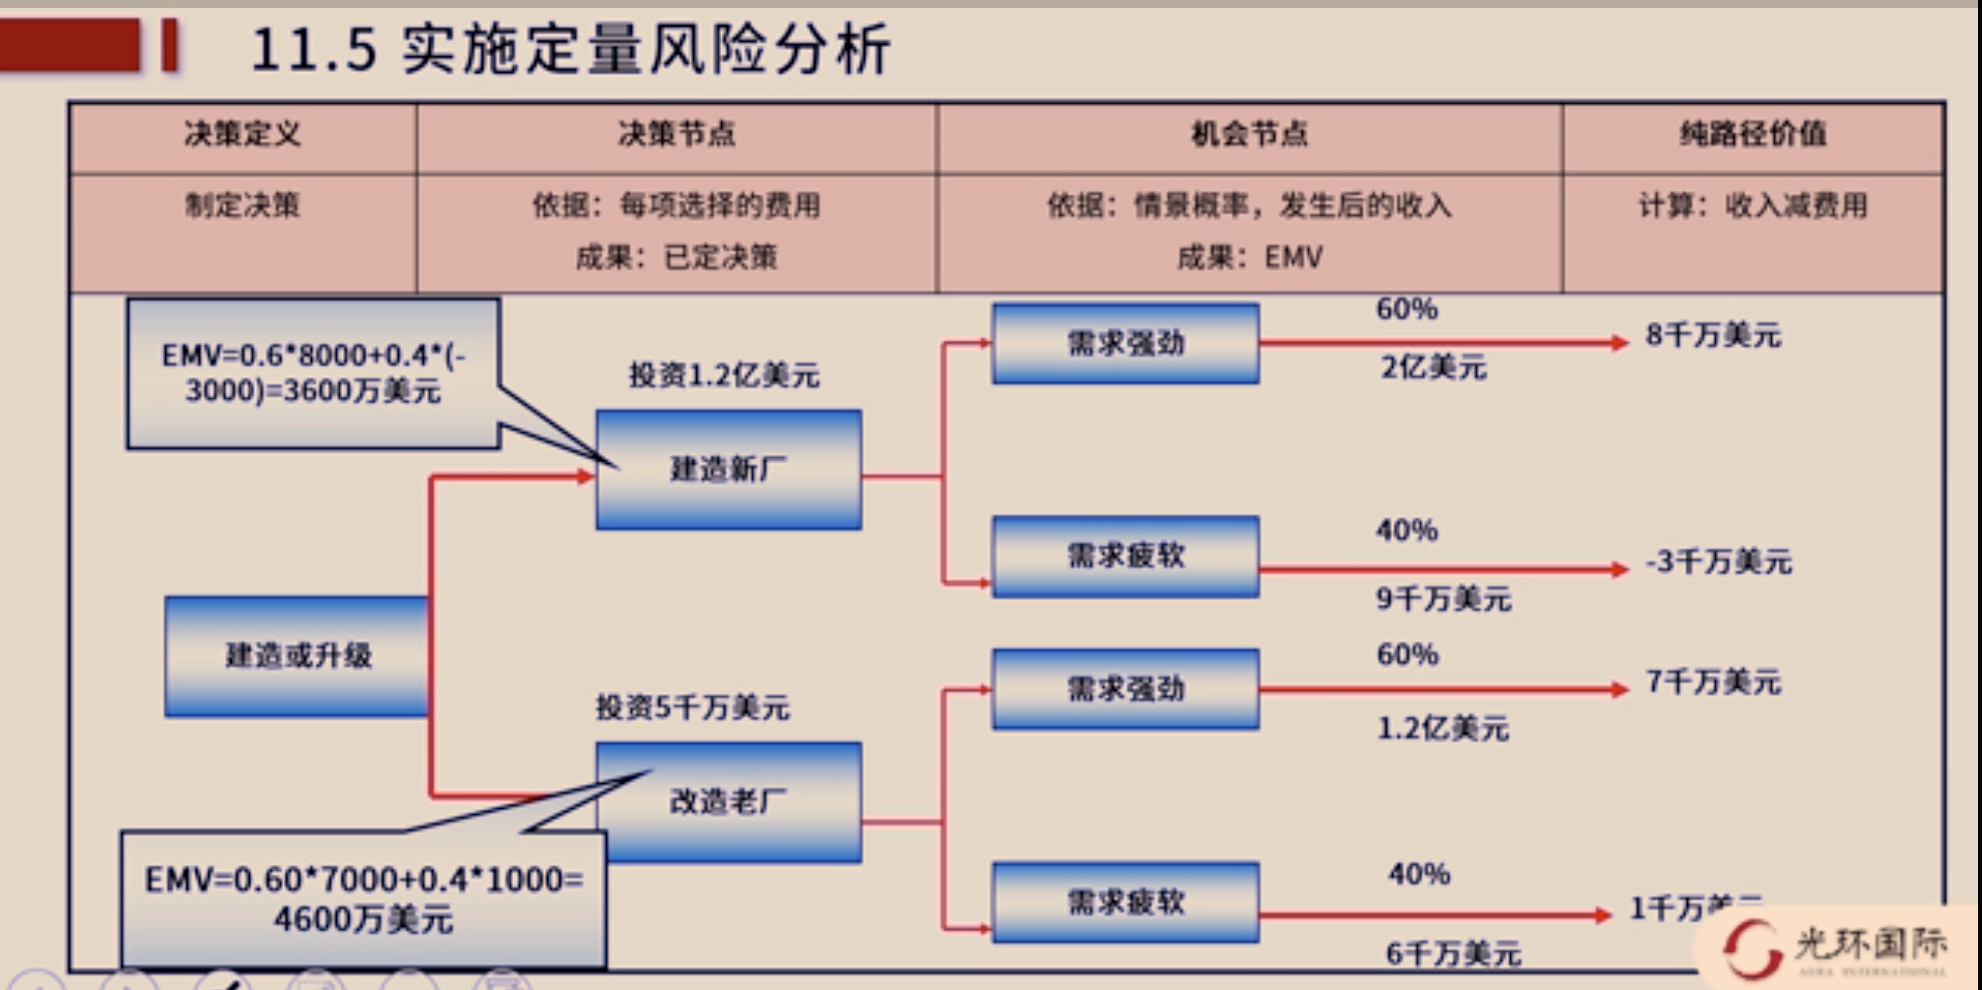 11.5 实施定量风险分析
决策定义
决策节点
机会节点
纯路径价值
制定决策
依据：每项选择的费用
成果：已定决策
依据：情景概率，发生后的收入
成果：EMV
计算：收入减费用
EMV=0.6*8000+0.4*(-
3000)=3600万美元
投资1.2亿美元
建造新厂
需求强劲
60%
2亿美元
8千万美元
需求疲软
40%
9千万美元
-3千万美元
建造或升级
投资5千万美元
改造老厂
EMV=0.60*7000+0.4*1000=
4600万美元
需求强劲
60%
1.2亿美元
7千万美元
需求疲软
40%
6千万美元
1千万美元
光环国际
AURA INTERNATIONAL